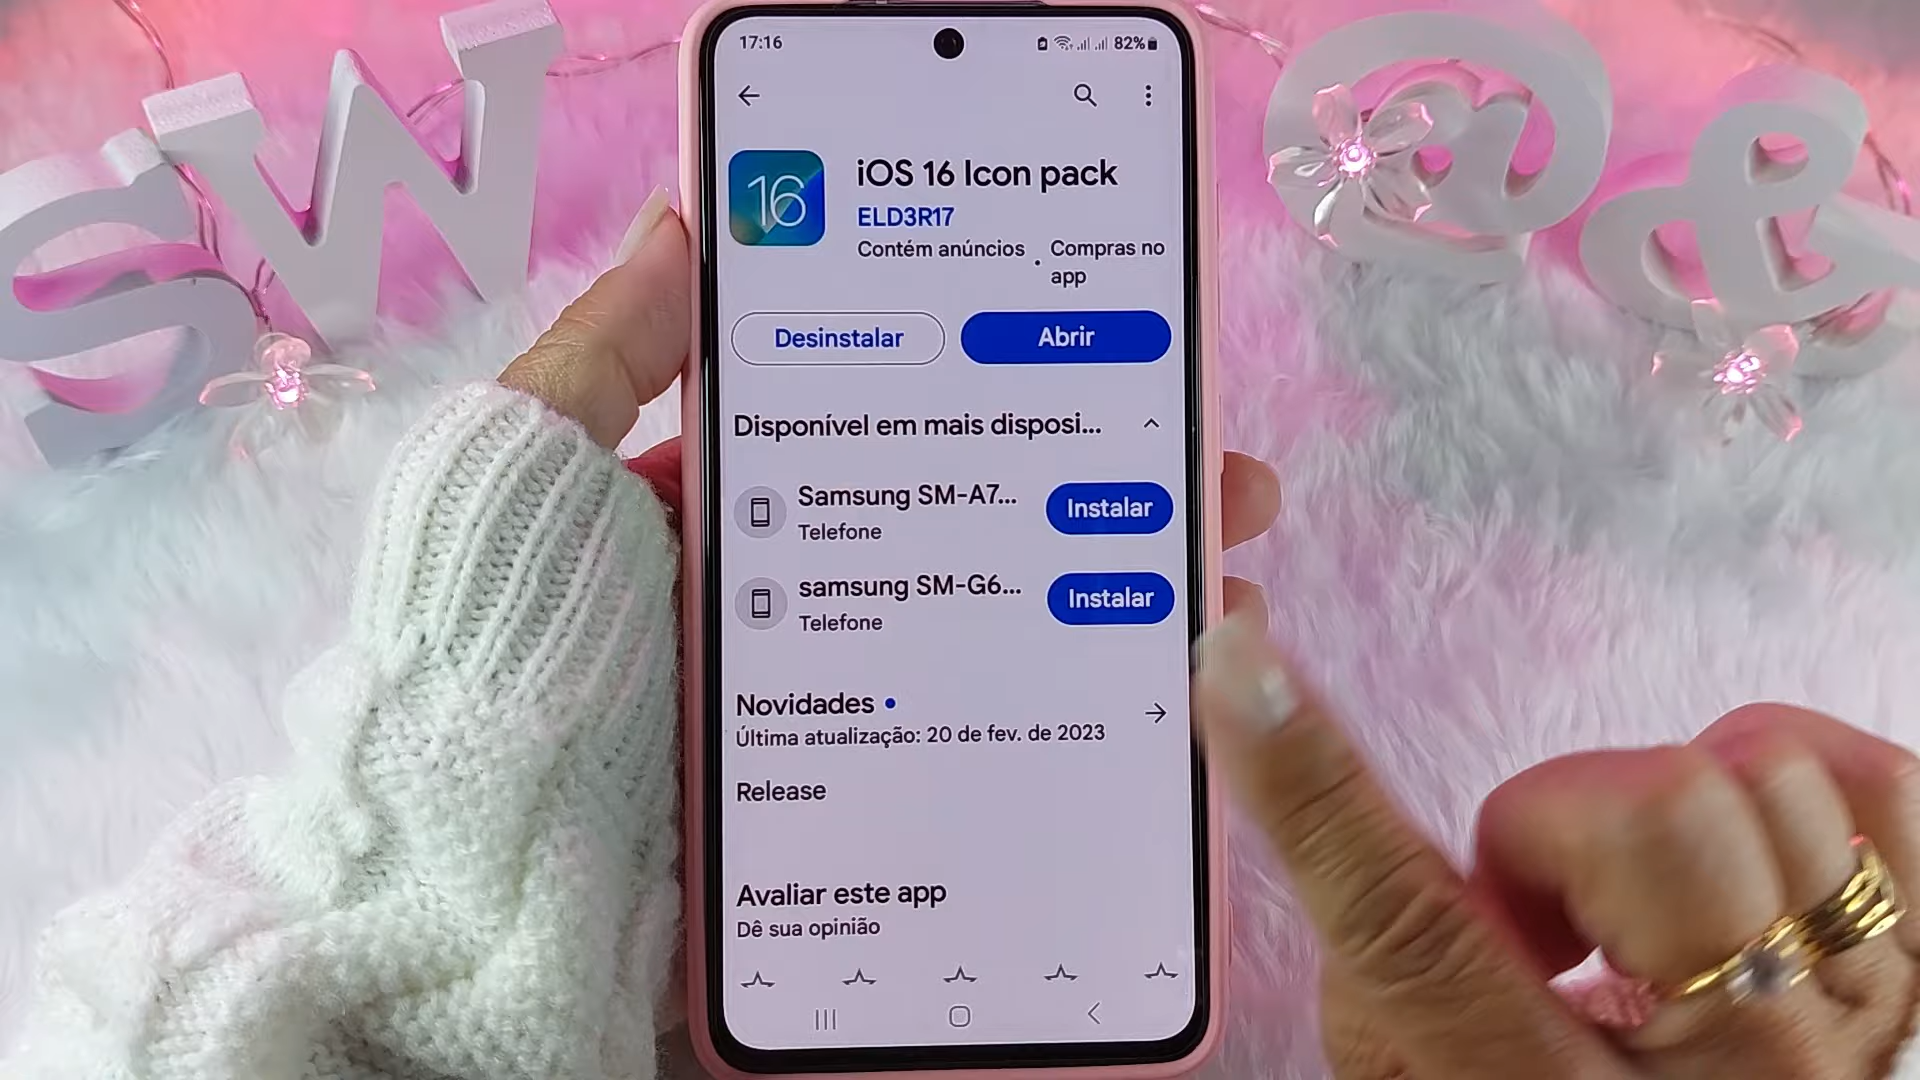 SW
17:16
82%
16
iOS 16 Icon pack
ELD3R17
Contém anúncios
Compras no
app
Desinstalar
Abrir
Disponível em mais disposi...
Samsung SM-A7...
Telefone
Instalar
samsung SM-G6...
Telefone
Instalar
Novidades
Última atualização: 20 de fev. de 2023
Release
Avaliar este app
Dê sua opinião
@&